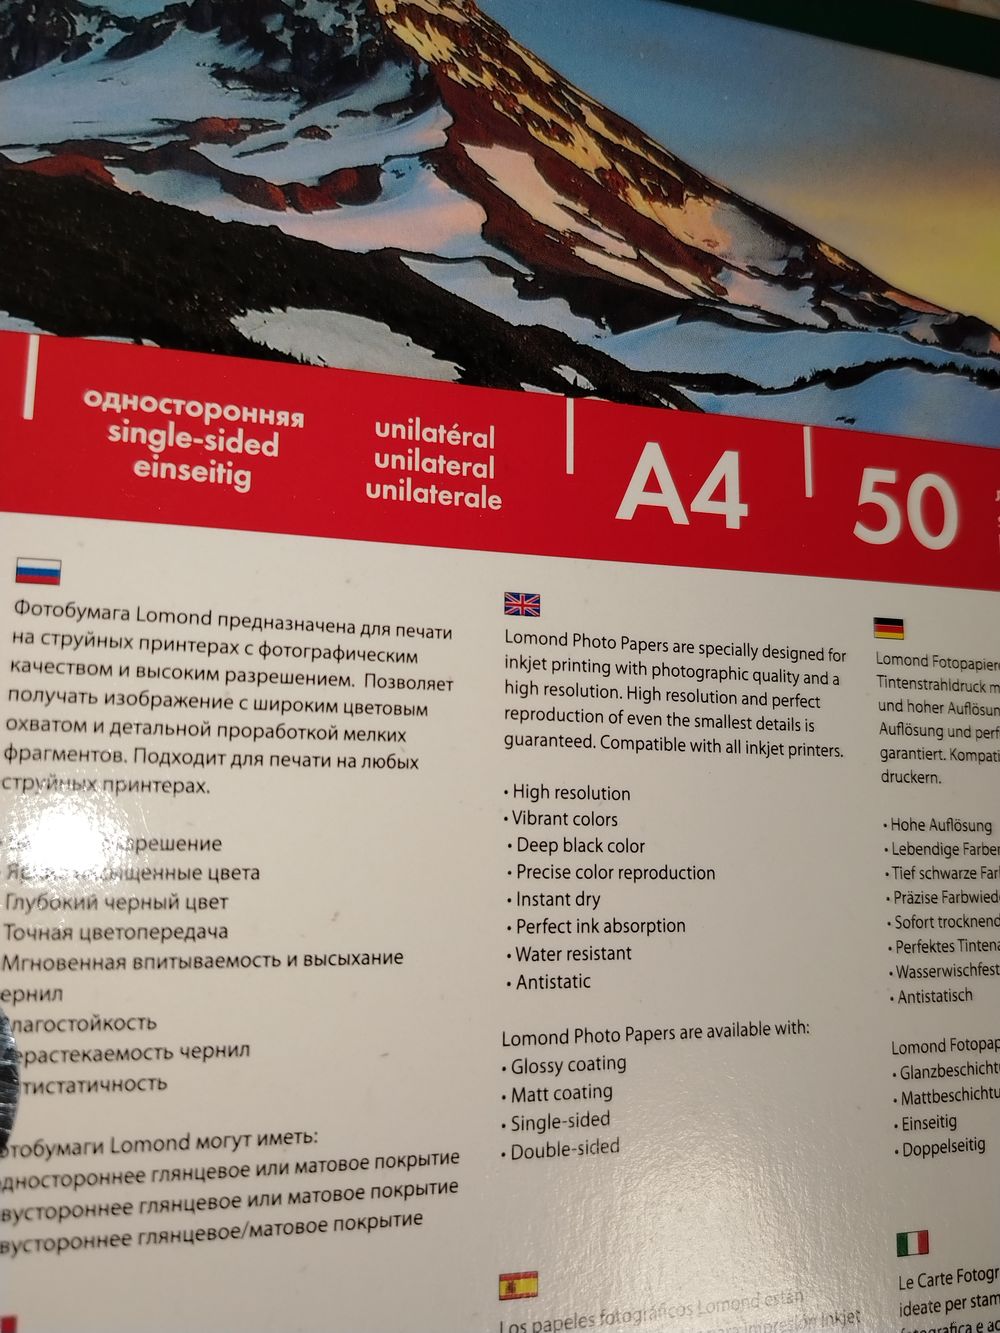 односторонняя
single-sided
einseitig
unilatéral
unilateral
unilaterale
A4
50
Фотобумага Lomond предназначена для печати
на струйных принтерах с фотографическим
качеством и высоким разрешением. Позволяет
получать изображение с широким цветовым
охватом и детальной проработкой мелких
фрагментов. Подходит для печати на любых
струйных принтерах.
• Глубокий черный цвет
Точная цветопередача
Мгновенная впитываемость и высыхание
ернил
лагостойкость
ерастекаемость чернил
тистатичность
отобумаги Lomond могут иметь:
дностороннее глянцевое или матовое покрытие
вустороннее глянцевое или матовое покрытие
вустороннее глянцевое/матовое покрытие
Lomond Photo Papers are specially designed for
inkjet printing with photographic quality and a
high resolution. High resolution and perfect
reproduction of even the smallest details is
guaranteed. Compatible with all inkjet printers.
• High resolution
• Vibrant colors
• Deep black color
• Precise color reproduction
• Instant dry
• Perfect ink absorption
• Water resistant
• Antistatic
Lomond Photo Papers are available with:
• Glossy coating
• Matt coating
• Single-sided
• Double-sided
Los papeles fotográficos Lomond están
impresión Inkjet
Lomond Fotopapiere
Tintenstrahldruck m
und hoher Auflösun
Auflösung und perf
garantiert. Kompati
druckern.
• Hohe Auflösung
• Lebendige Farben
• Tief schwarze Far
• Präzise Farbwied
• Sofort trocknend
• Perfektes Tintena
• Wasserwischfest
• Antistatisch
Lomond Fotopap
• Glanzbeschicht
• Mattbeschichtu
• Einseitig
• Doppelseitig
Le Carte Fotogr
ideate per stam
fotografica e ac